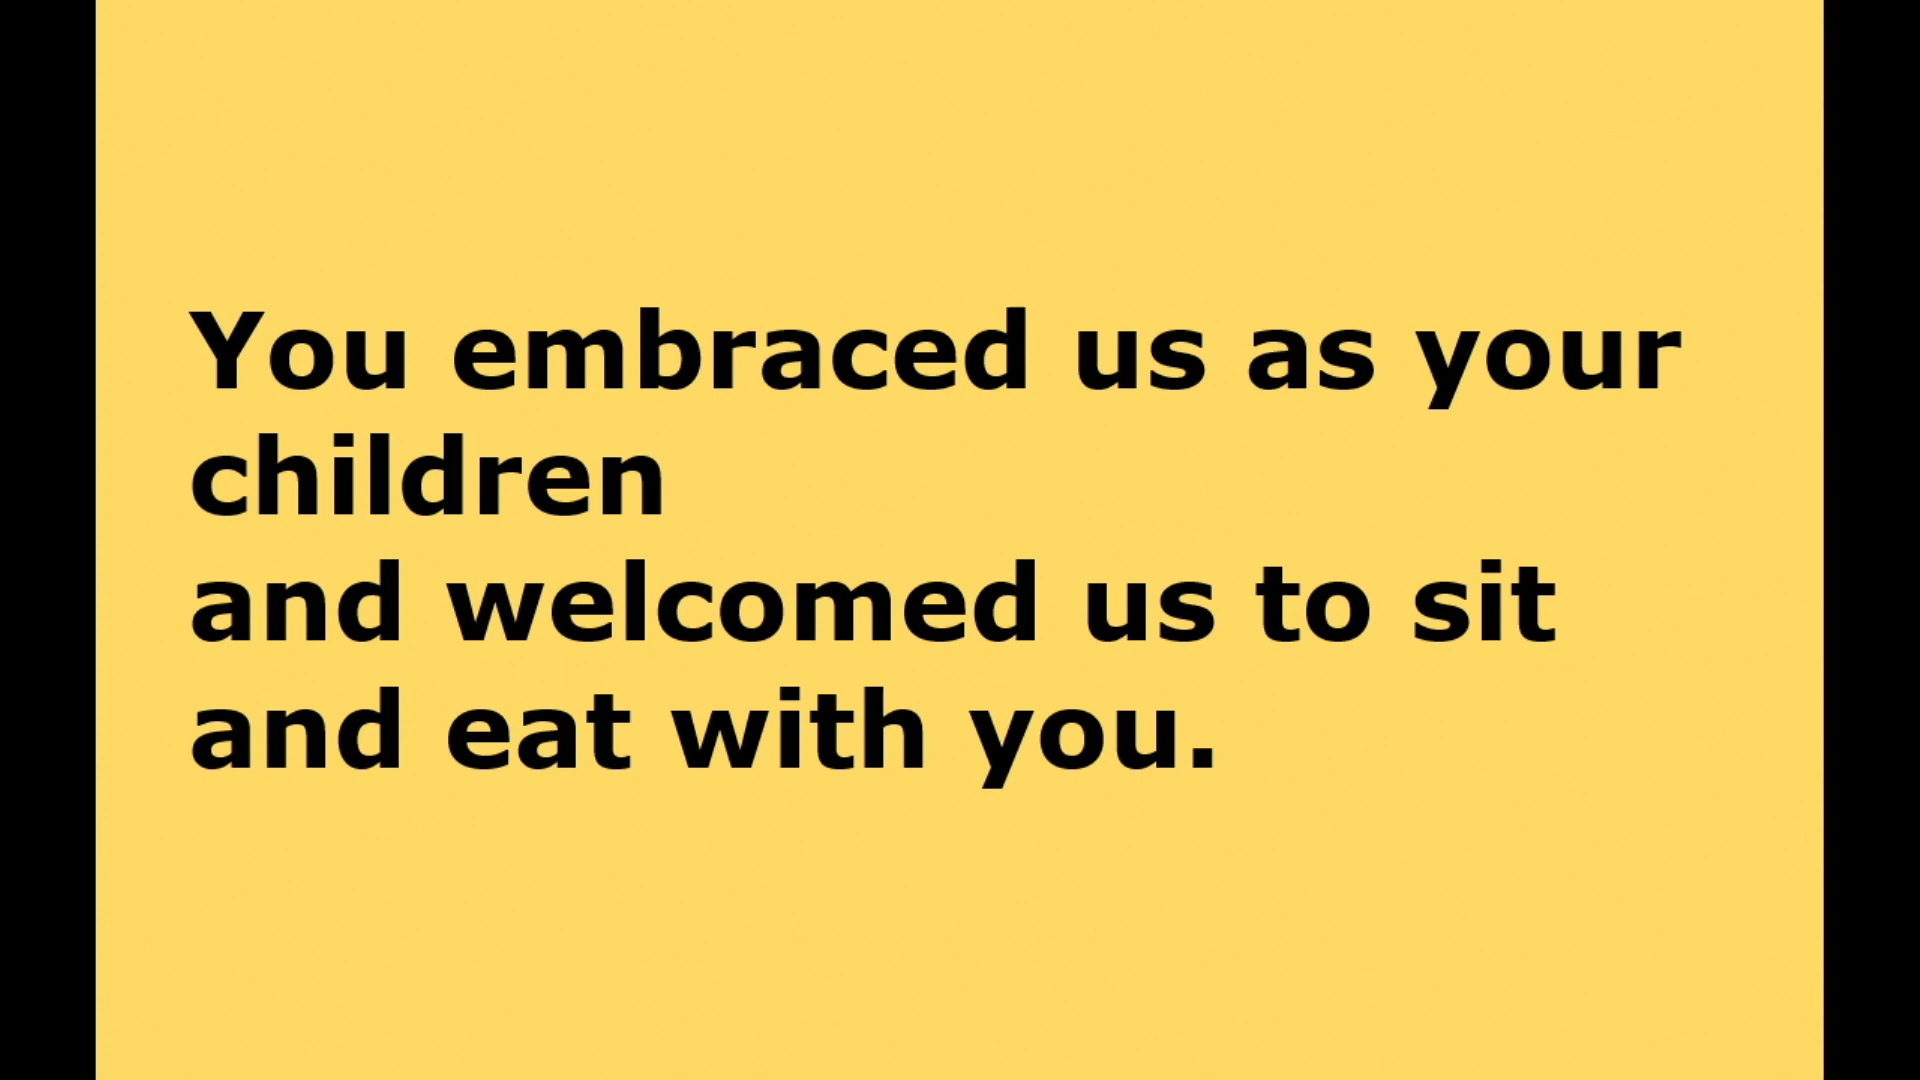 You embraced us as your
children
and welcomed us to sit
and eat with you.